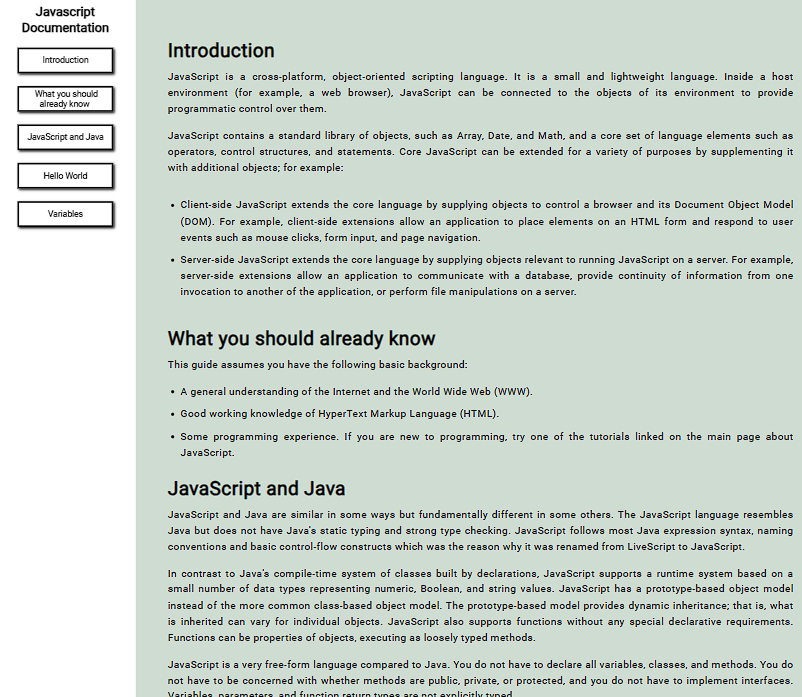 Javascript
Documentation
Introduction
What you should
already know
JavaScript and Java
Hello World
Variables
Introduction
JavaScript is a cross-platform, object-oriented scripting language. It is a small and lightweight language. Inside a host
environment (for example, a web browser), JavaScript can be connected to the objects of its environment to provide
programmatic control over them.
JavaScript contains a standard library of objects, such as Array, Date, and Math, and a core set of language elements such as
operators, control structures, and statements. Core JavaScript can be extended for a variety of purposes by supplementing it
with additional objects; for example:
• Client-side JavaScript extends the core language by supplying objects to control a browser and its Document Object Model
(DOM). For example, client-side extensions allow an application to place elements on an HTML form and respond to user
events such as mouse clicks, form input, and page navigation.
• Server-side JavaScript extends the core language by supplying objects relevant to running JavaScript on a server. For example,
server-side extensions allow an application to communicate with a database, provide continuity of information from one
invocation to another of the application, or perform file manipulations on a server.
What you should already know
This guide assumes you have the following basic background:
• A general understanding of the Internet and the World Wide Web (WWW).
• Good working knowledge of HyperText Markup Language (HTML).
• Some programming experience. If you are new to programming, try one of the tutorials linked on the main page about
JavaScript.
JavaScript and Java
JavaScript and Java are similar in some ways but fundamentally different in some others. The JavaScript language resembles
Java but does not have Java's static typing and strong type checking. JavaScript follows most Java expression syntax, naming
conventions and basic control-flow constructs which was the reason why it was renamed from LiveScript to JavaScript.
In contrast to Java's compile-time system of classes built by declarations, JavaScript supports a runtime system based on a
small number of data types representing numeric, Boolean, and string values. JavaScript has a prototype-based object model
instead of the more common class-based object model. The prototype-based model provides dynamic inheritance; that is, what
is inherited can vary for individual objects. JavaScript also supports functions without any special declarative requirements.
Functions can be properties of objects, executing as loosely typed methods.
JavaScript is a very free-form language compared to Java. You do not have to declare all variables, classes, and methods. You do
not have to be concerned with whether methods are public, private, or protected, and you do not have to implement interfaces.
Variables, parameters, and function return types are not explicitly typed.